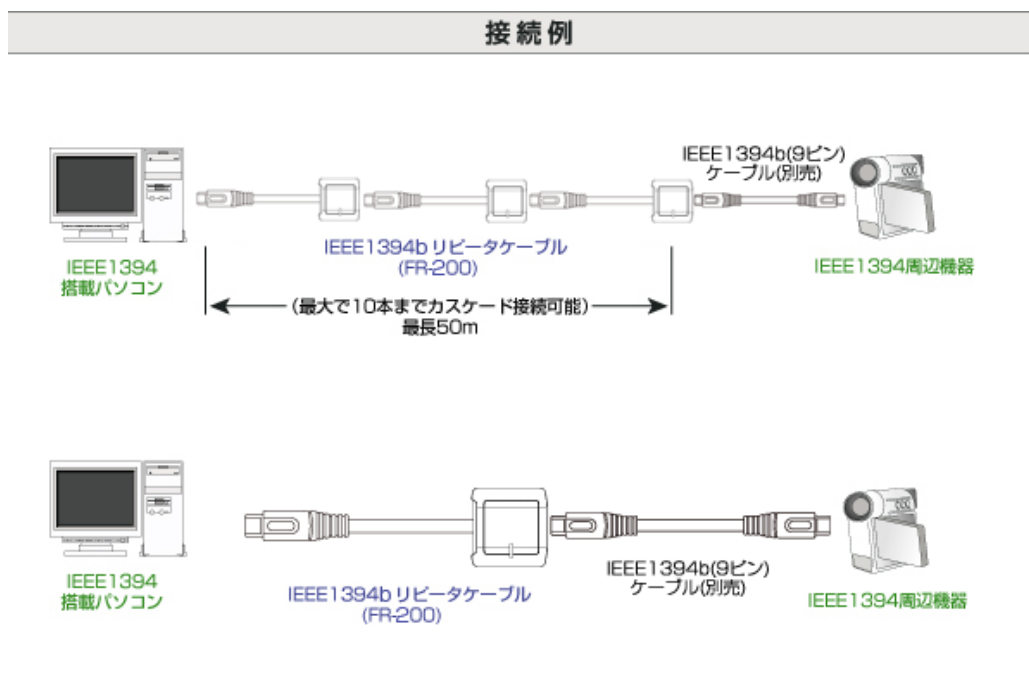 接続例
IEEE1394b(9ピン)
ケーブル(別売)
IEEE1394
搭載パソコン
IEEE1394b リピータケーブル
(FR-200)
IEEE1394周辺機器
(最大で10本までカスケード接続可能)
最長50m
IEEE1394
搭載パソコン
IEEE1394b リピータケーブル
(FR-200)
IEEE1394b(9ピン)
ケーブル(別売)
IEEE1394周辺機器